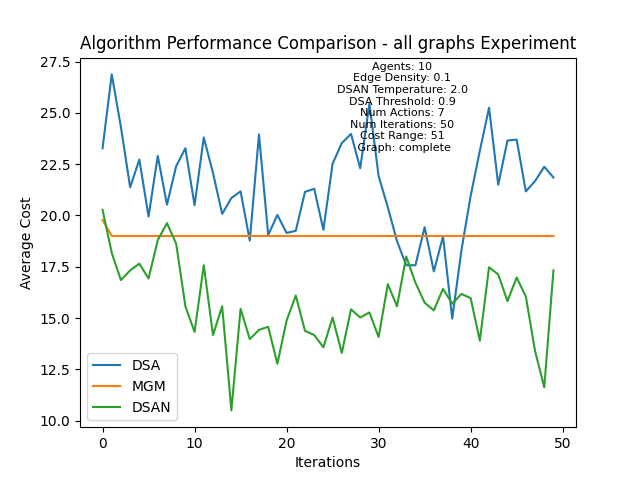 Algorithm Performance Comparison - all graphs Experiment
Agents: 10
Edge Density: 0.1
DSAN Temperature: 2.0
DSA Threshold: 0.9
Num Actions: 7
Num Iterations: 50
Cost Range: 51
Graph: complete
Average Cost
27.5
25.0
22.5
20.0
17.5
15.0
12.5
10.0
DSA
MGM
DSAN
0 10 20 30 40 50
Iterations